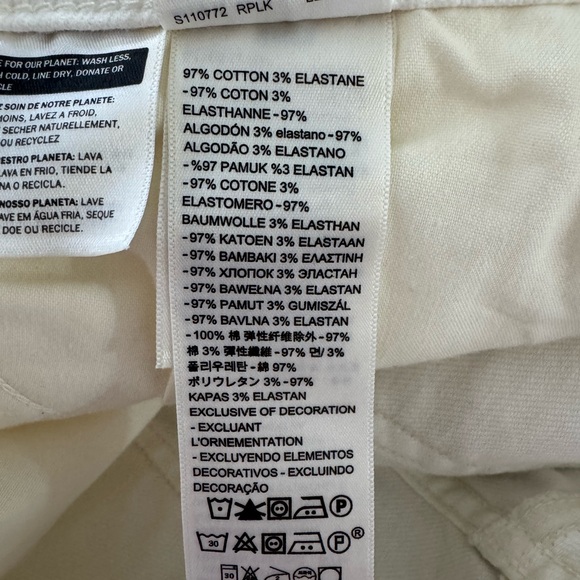 S110772 RPLK
E FOR OUR PLANET: WASH LESS,
COLD, LINE DRY, DONATE OR
CLE
SOIN DE NOTRE PLANÈTE:
MOINS, LAVEZ A FROID,
SÉCHER NATURELLEMENT,
OU RECYCLEZ
ESTRO PLANETA: LAVA
LAVA EN FRIO, TIENDE LA
NA O RECICLA.
NOSSO PLANETA: LAVE
AVE EM ÁGUA FRIA, SEQUE
DOE OU RECICLE.
97% COTTON 3% ELASTANE
-97% COTON 3%
ELASTHANNE-97%
ALGODÓN 3% elastano-97%
ALGODÃO 3% ELASTANO
-%97 PAMUK %3 ELASTAN
-97% COTONE 3%
ELASTOMERO-97%
BAUMWOLLE 3% ELASTHAN
-97% KATOEN 3% ELASTAAN
-97% BAMBAKI 3% ΕΛΑΣΤΙΝΗ
-97% ХЛОПОК 3% ЭЛАСТАН
-97% BAWEŁNA 3% ELASTAN
-97% PAMUT 3% GUMISZÁL
-97% BAVLNA 3% ELASTAN
-100% 棉 弹性纤维除外-97%
棉 3% 彈性纖維-97% 면/ 3%
폴리우레탄-綿 97%
ポリウレタン 3%-97%
KAPAS 3% ELASTAN
EXCLUSIVE OF DECORATION
- EXCLUANT
L'ORNEMENTATION
- EXCLUYENDO ELEMENTOS
DECORATIVOS - EXCLUINDO
DECORAÇÃO
P
30 P®
30